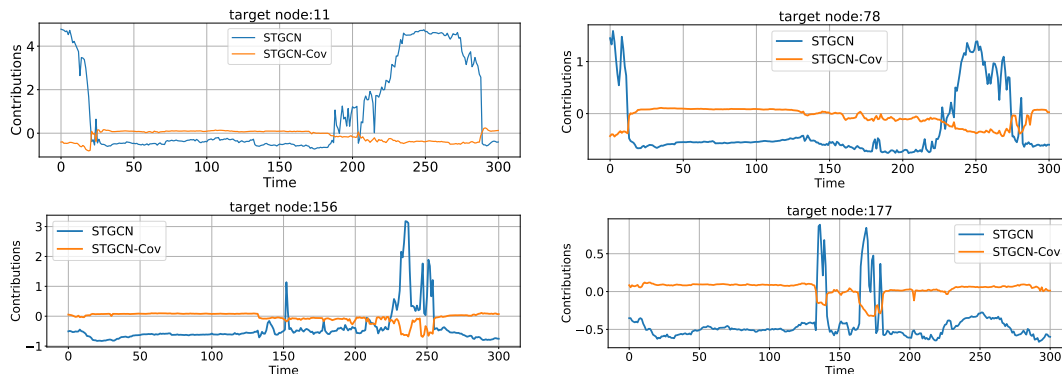 target node:11
Contributions
4
2
0
STGCN
STGCN-Cov
0 50 100 150 200 250 300
Time
target node:78
Contributions
1
0
STGCN
STGCN-Cov
0 50 100 150 200 250 300
Time
target node:156
Contributions
3
2
1
0
−1
STGCN
STGCN-Cov
0 50 100 150 200 250 300
Time
target node:177
Contributions
0.5
0.0
−0.5
STGCN
STGCN-Cov
0 50 100 150 200 250 300
Time